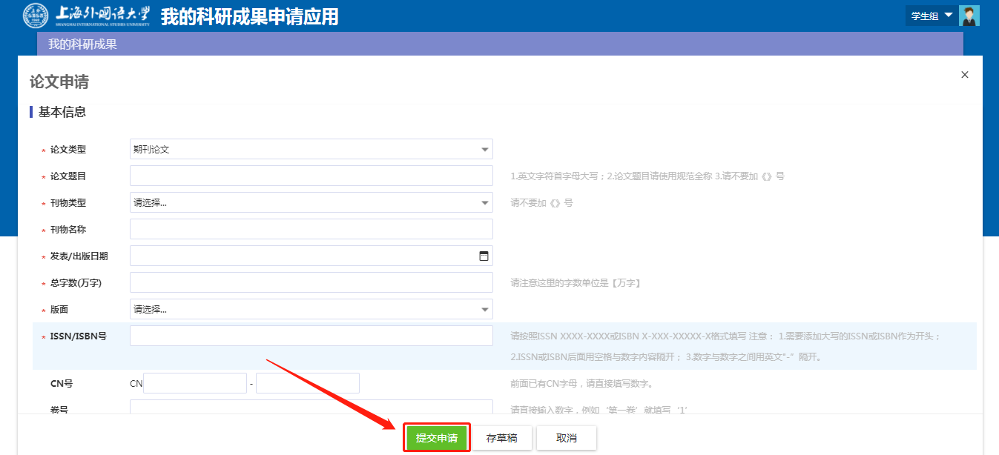 上海外国语大学
SHANGHAI INTERNATIONAL STUDIES UNIVERSITY
我的科研成果申请应用
学生组
我的科研成果
论文申请
×
基本信息
* 论文类型 期刊论文
* 论文题目 1.英文字符首字母大写；2.论文题目请使用规范全称 3.请不要加《》号
* 刊物类型 请选择... 请不要加《》号
* 刊物名称
* 发表/出版日期
* 总字数(万字) 请注意这里的字数单位是【万字】
* 版面 请选择...
* ISSN/ISBN号 请按照ISSN XXXX-XXXX或ISBN X-XXX-XXXXX-X格式填写 注意： 1.需要添加大写的ISSN或ISBN作为开头；
2.ISSN或ISBN后面用空格与数字内容隔开； 3.数字与数字之间用英文"-"隔开。
CN号 CN - 前面已有CN字母，请直接填写数字。
卷号 请直接输入数字，例如‘第一卷’就填写‘1’
提交申请 存草稿 取消